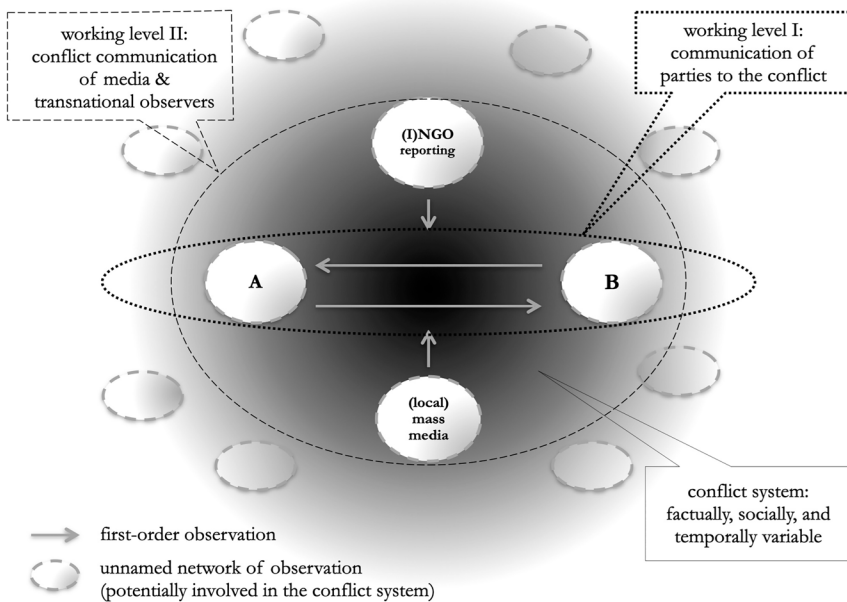 working level II:
conflict communication
of media &
transnational observers
working level I:
communication of
parties to the conflict
(I)NGO
reporting
A
B
(local)
mass
media
conflict system:
factually, socially, and
temporally variable
first-order observation
unnamed network of observation
(potentially involved in the conflict system)